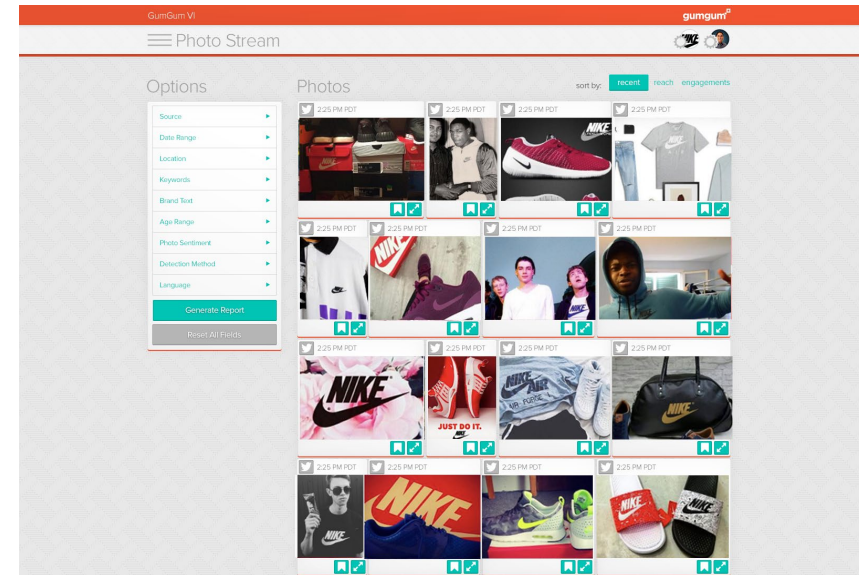 GumGum VI
gumgum
Photo Stream
NIKE
Options
Photos
sort by:
recent
reach
engagements
Source
Date Range
Location
Keywords
Brand Text
Age Range
Photo Sentiment
Detection Method
Language
Generate Report
Reset All Fields
2:25 PM PDT
2:25 PM PDT
2:25 PM PDT
2:25 PM PDT
NIKE
2:25 PM PDT
2:25 PM PDT
2:25 PM PDT
2:25 PM PDT
NIKE
NIKE
2:25 PM PDT
2:25 PM PDT
2:25 PM PDT
2:25 PM PDT
NIKE
JUST DO IT.
NIKE
AIR
AIR FORCE 1
NIKE
2:25 PM PDT
2:25 PM PDT
2:25 PM PDT
2:25 PM PDT
NIKE
NIKE
NIKE